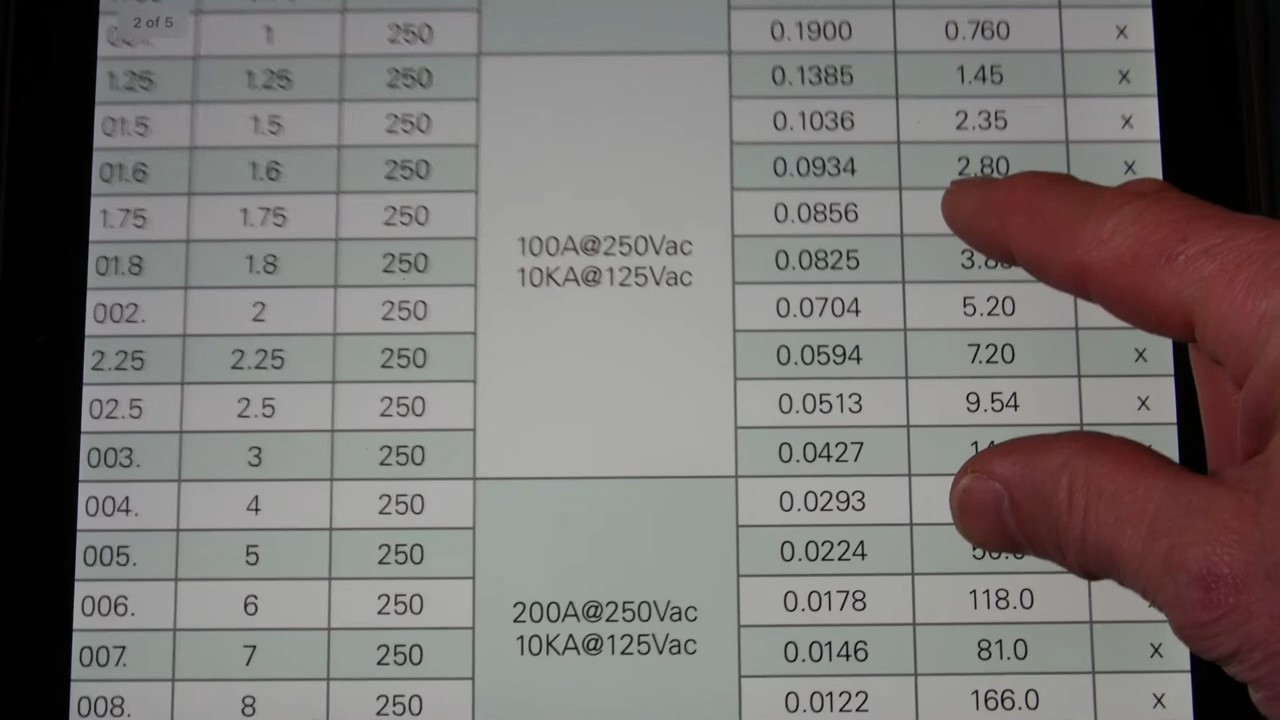 2 of 5
1 250 0.1900 0.760 x
1.25 1.25 250 0.1385 1.45 x
01.5 1.5 250 0.1036 2.35 x
01.6 1.6 250 0.0934 2.80 x
1.75 1.75 250 0.0856
01.8 1.8 250 0.0825
100A@250Vac
10KA@125Vac
002. 2 250 0.0704 5.20
2.25 2.25 250 0.0594 7.20 x
02.5 2.5 250 0.0513 9.54 x
003. 3 250 0.0427
004. 4 250 0.0293
005. 5 250 0.0224
006. 6 250 0.0178 118.0
200A@250Vac
10KA@125Vac
007. 7 250 0.0146 81.0 x
008. 8 250 0.0122 166.0 x